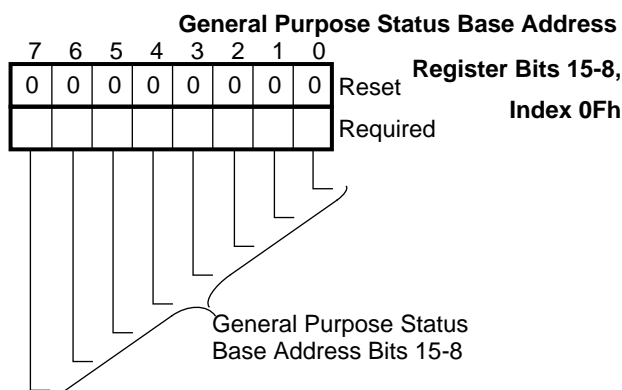 General Purpose Status Base Address
Register Bits 15-8,
Index 0Fh
7 6 5 4 3 2 1 0
0 0 0 0 0 0 0 0 Reset
Required
General Purpose Status
Base Address Bits 15-8